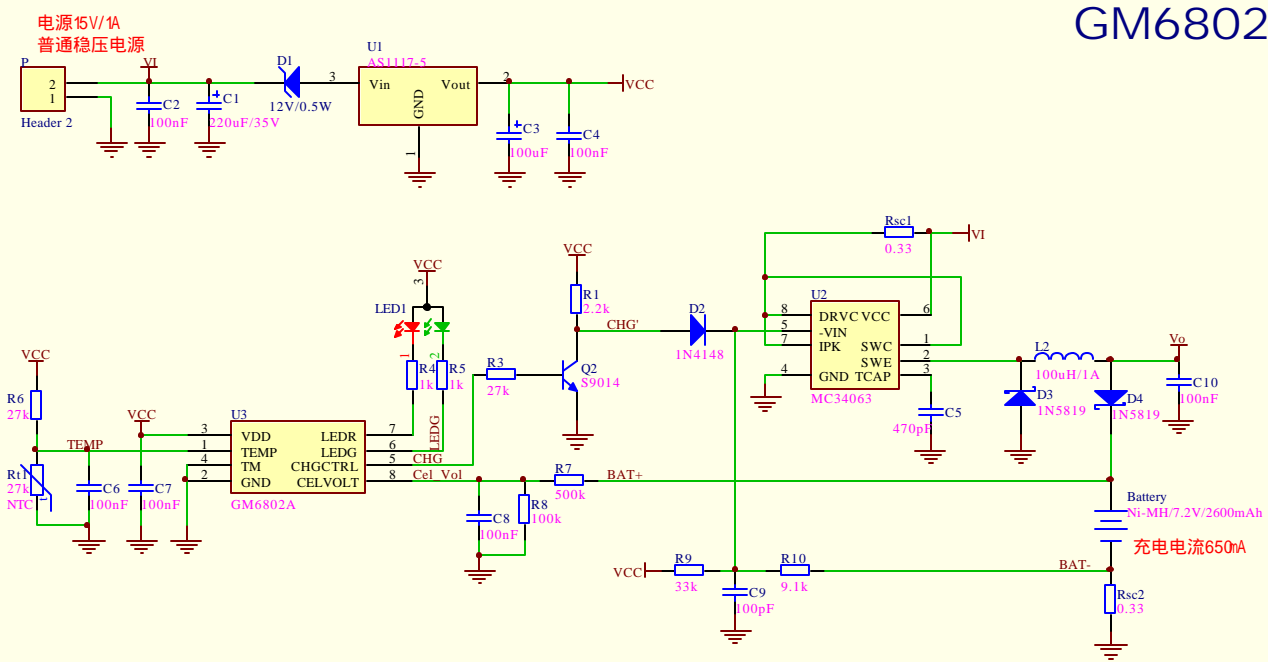 GM6802
电源15V/1A
普通稳压电源
P
2
1
Header 2
VI
C2
100nF
C1
220uF/35V
D1
12V/0.5W
U1
AS1117-5
3
Vin
Vout
GND
2
1
VCC
C3
100uF
C4
100nF
Rsc1
0.33
VI
VCC
R1
2.2k
CHG'
D2
1N4148
U2
8
5
7
4
DRVC
VCC
-VIN
IPK
SWC
SWE
GND
TCAP
6
1
2
3
MC34063
C5
470pF
L2
100uH/1A
D3
1N5819
D4
1N5819
Vo
C10
100nF
VCC
3
LED1
1
2
R4
1k
R5
1k
R3
27k
Q2
S9014
VCC
R6
27k
TEMP
Rt1
27k
NTC
C6
100nF
VCC
C7
100nF
U3
3
1
4
2
VDD
TEMP
TM
GND
LEDR
LEDG
CHGCTRL
CELVOLT
7
6
5
8
GM6802A
LEDG
CHG
Cel_Vol
R7
500k
BAT+
C8
100nF
R8
100k
Battery
Ni-MH/7.2V/2600mAh
充电电流650mA
VCC
R9
33k
R10
9.1k
BAT-
C9
100pF
Rsc2
0.33